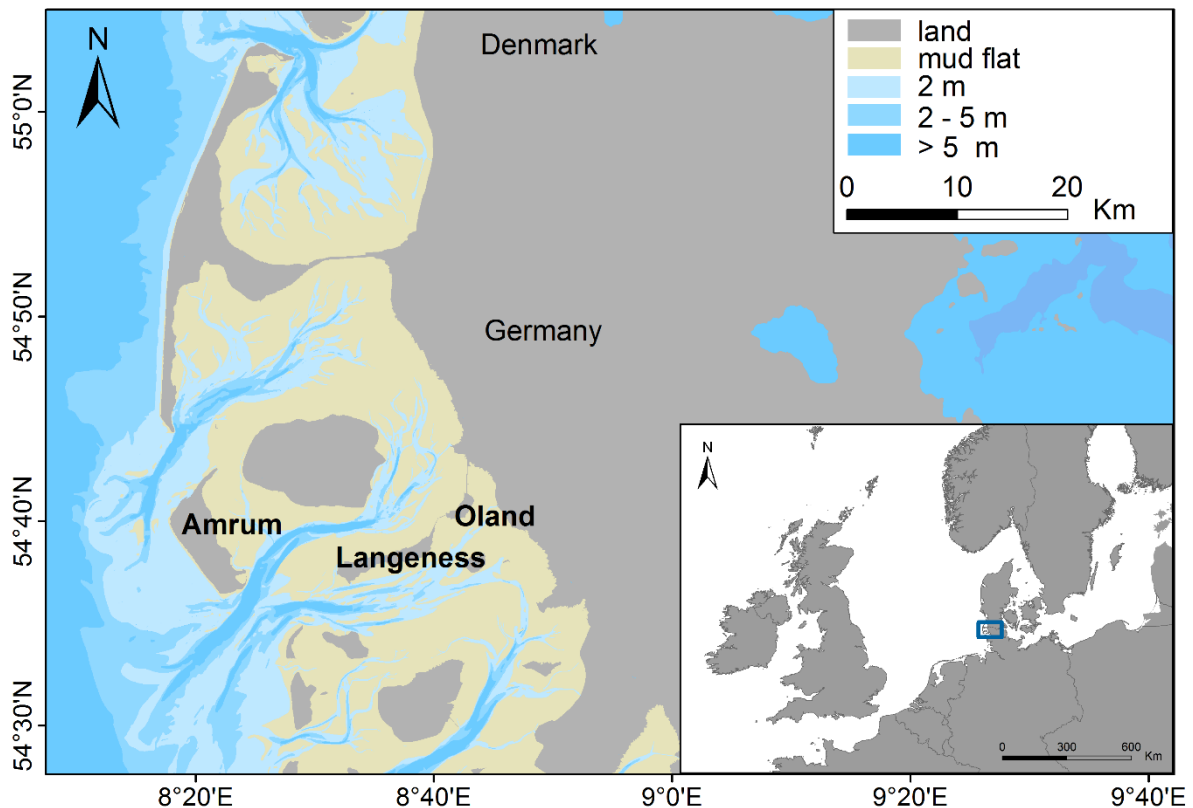 N
Denmark
land
mud flat
2 m
2 - 5 m
> 5 m
0 10 20
Km
55°0'N
54°50'N
Germany
54°40'N
Amrum
Oland
Langeness
54°30'N
N
0 300 600
Km
8°20'E 8°40'E 9°0'E 9°20'E 9°40'E